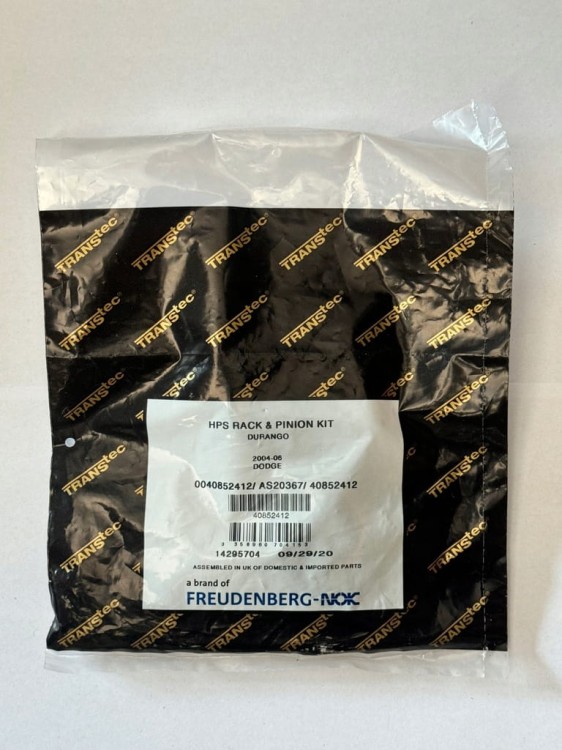 TRANStec®
HPS RACK & PINION KIT
DURANGO
2004-06
DODGE
0040852412/ AS20367/ 40852412
40852412
14295704 09/29/20
ASSEMBLED IN UK OF DOMESTIC & IMPORTED PARTS
a brand of
FREUDENBERG-NOK